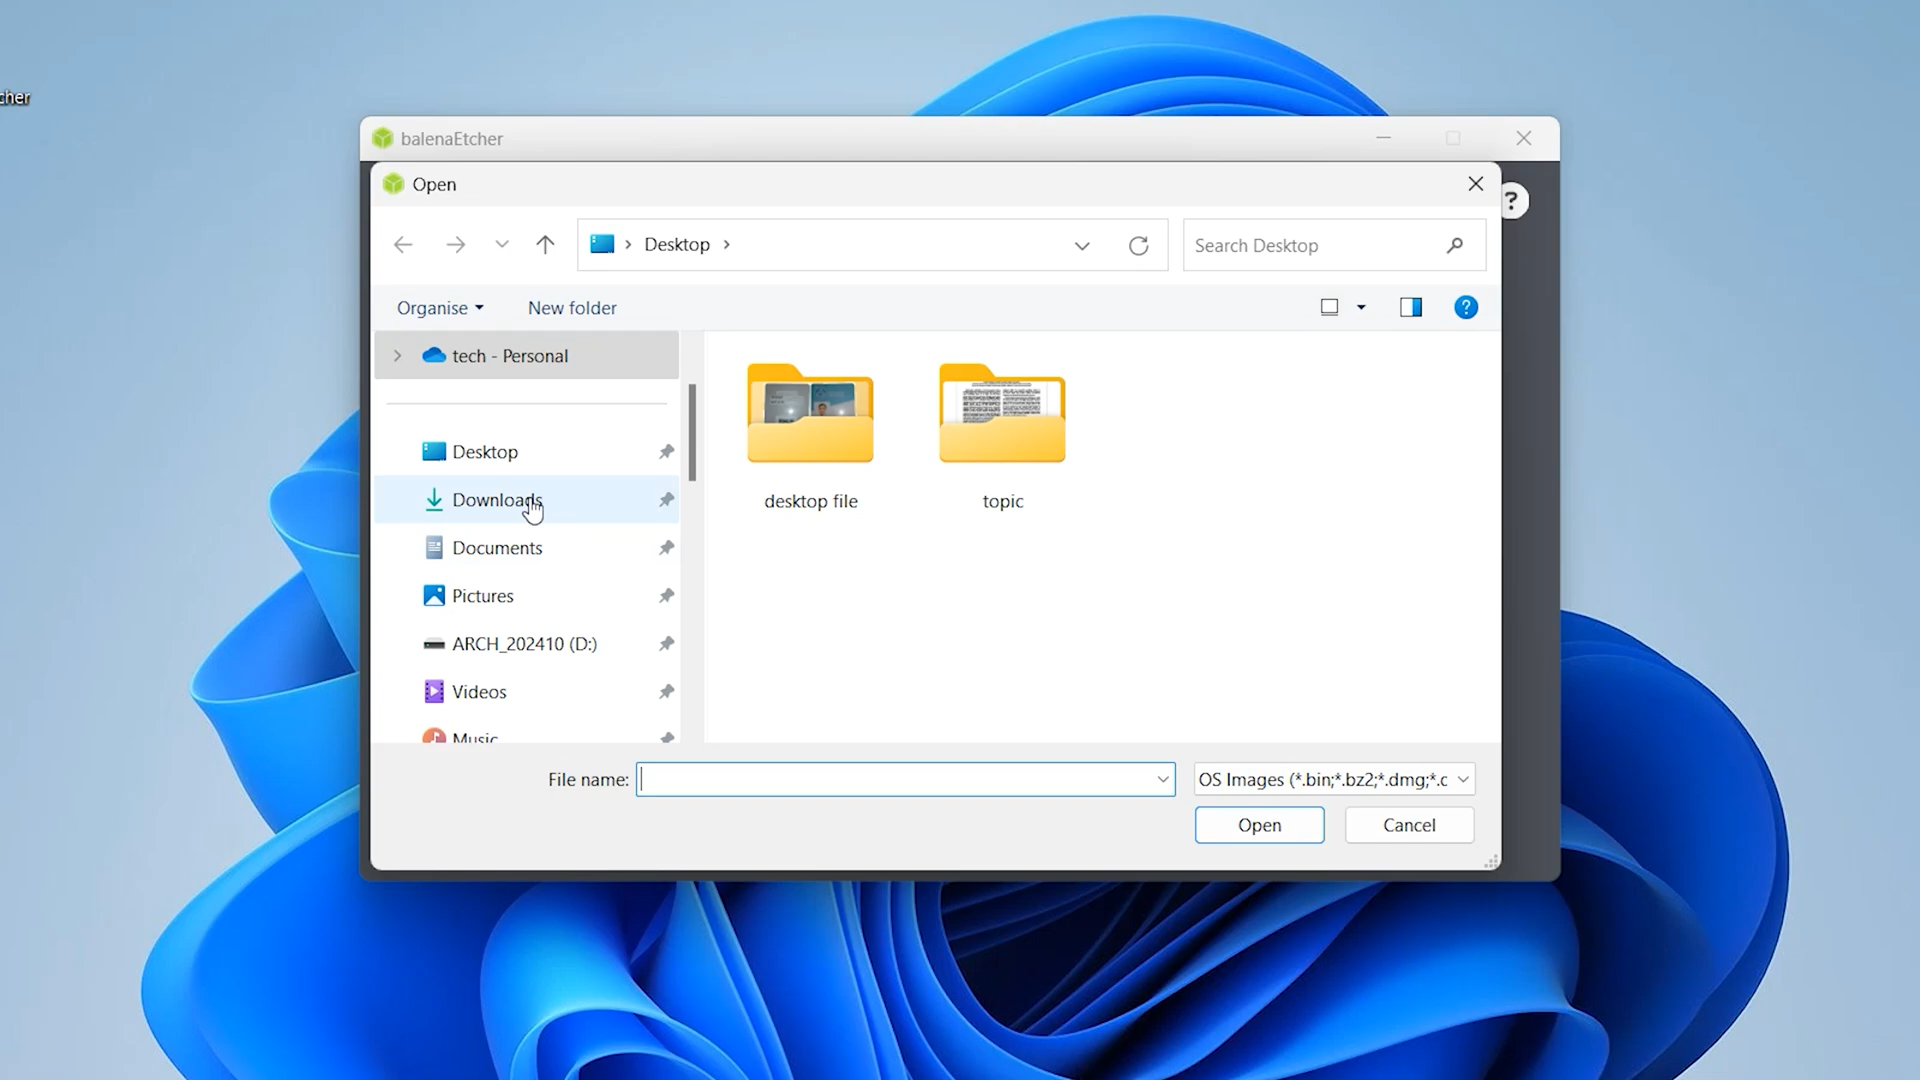 cher
balenaEtcher
Open
?
Desktop
Search Desktop
Organise
New folder
?
tech - Personal
Desktop
Downloads
Documents
Pictures
ARCH_202410 (D:)
Videos
Music
desktop file
topic
File name:
OS Images (*.bin;*.bz2;*.dmg;*.c
Open
Cancel